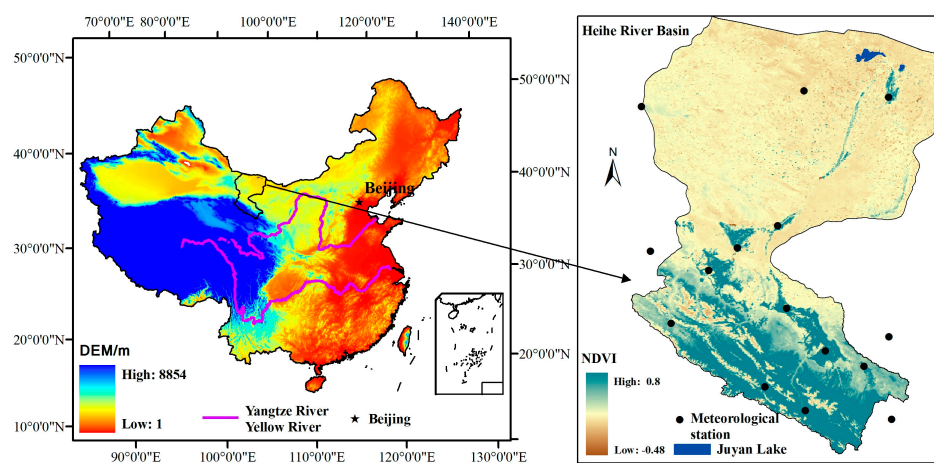 70°0'0"E 80°0'0"E 100°0'0"E 120°0'0"E 140°0'0"E
50°0'0"N
40°0'0"N
30°0'0"N
20°0'0"N
10°0'0"N
50°0'0"N
40°0'0"N
30°0'0"N
20°0'0"N
90°0'0"E 100°0'0"E 110°0'0"E 120°0'0"E 130°0'0"E
Beijing
DEM/m
High: 8854
Low: 1
Yangtze River
Yellow River
Beijing
Heihe River Basin
N
NDVI
High: 0.8
Low: -0.48
Meteorological
station
Juyan Lake